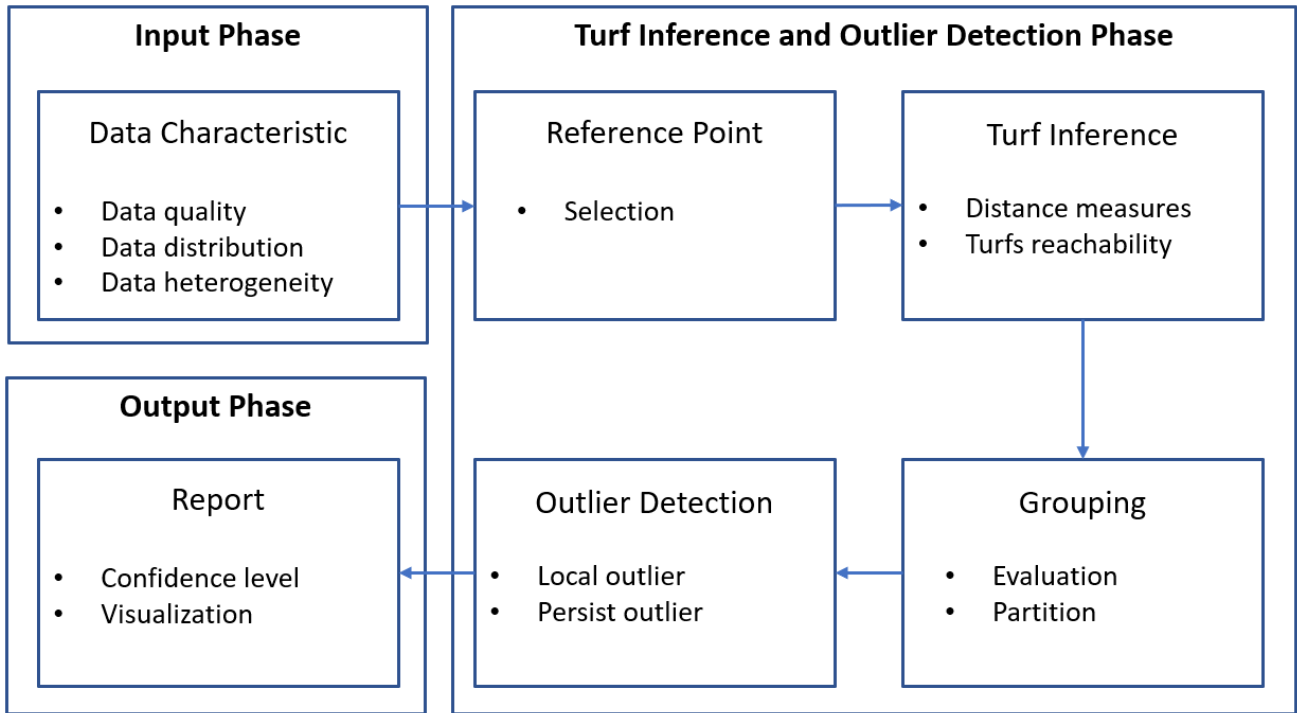 Input Phase
Data Characteristic
• Data quality
• Data distribution
• Data heterogeneity
Turf Inference and Outlier Detection Phase
Reference Point
• Selection
Turf Inference
• Distance measures
• Turfs reachability
Grouping
• Evaluation
• Partition
Outlier Detection
• Local outlier
• Persist outlier
Output Phase
Report
• Confidence level
• Visualization